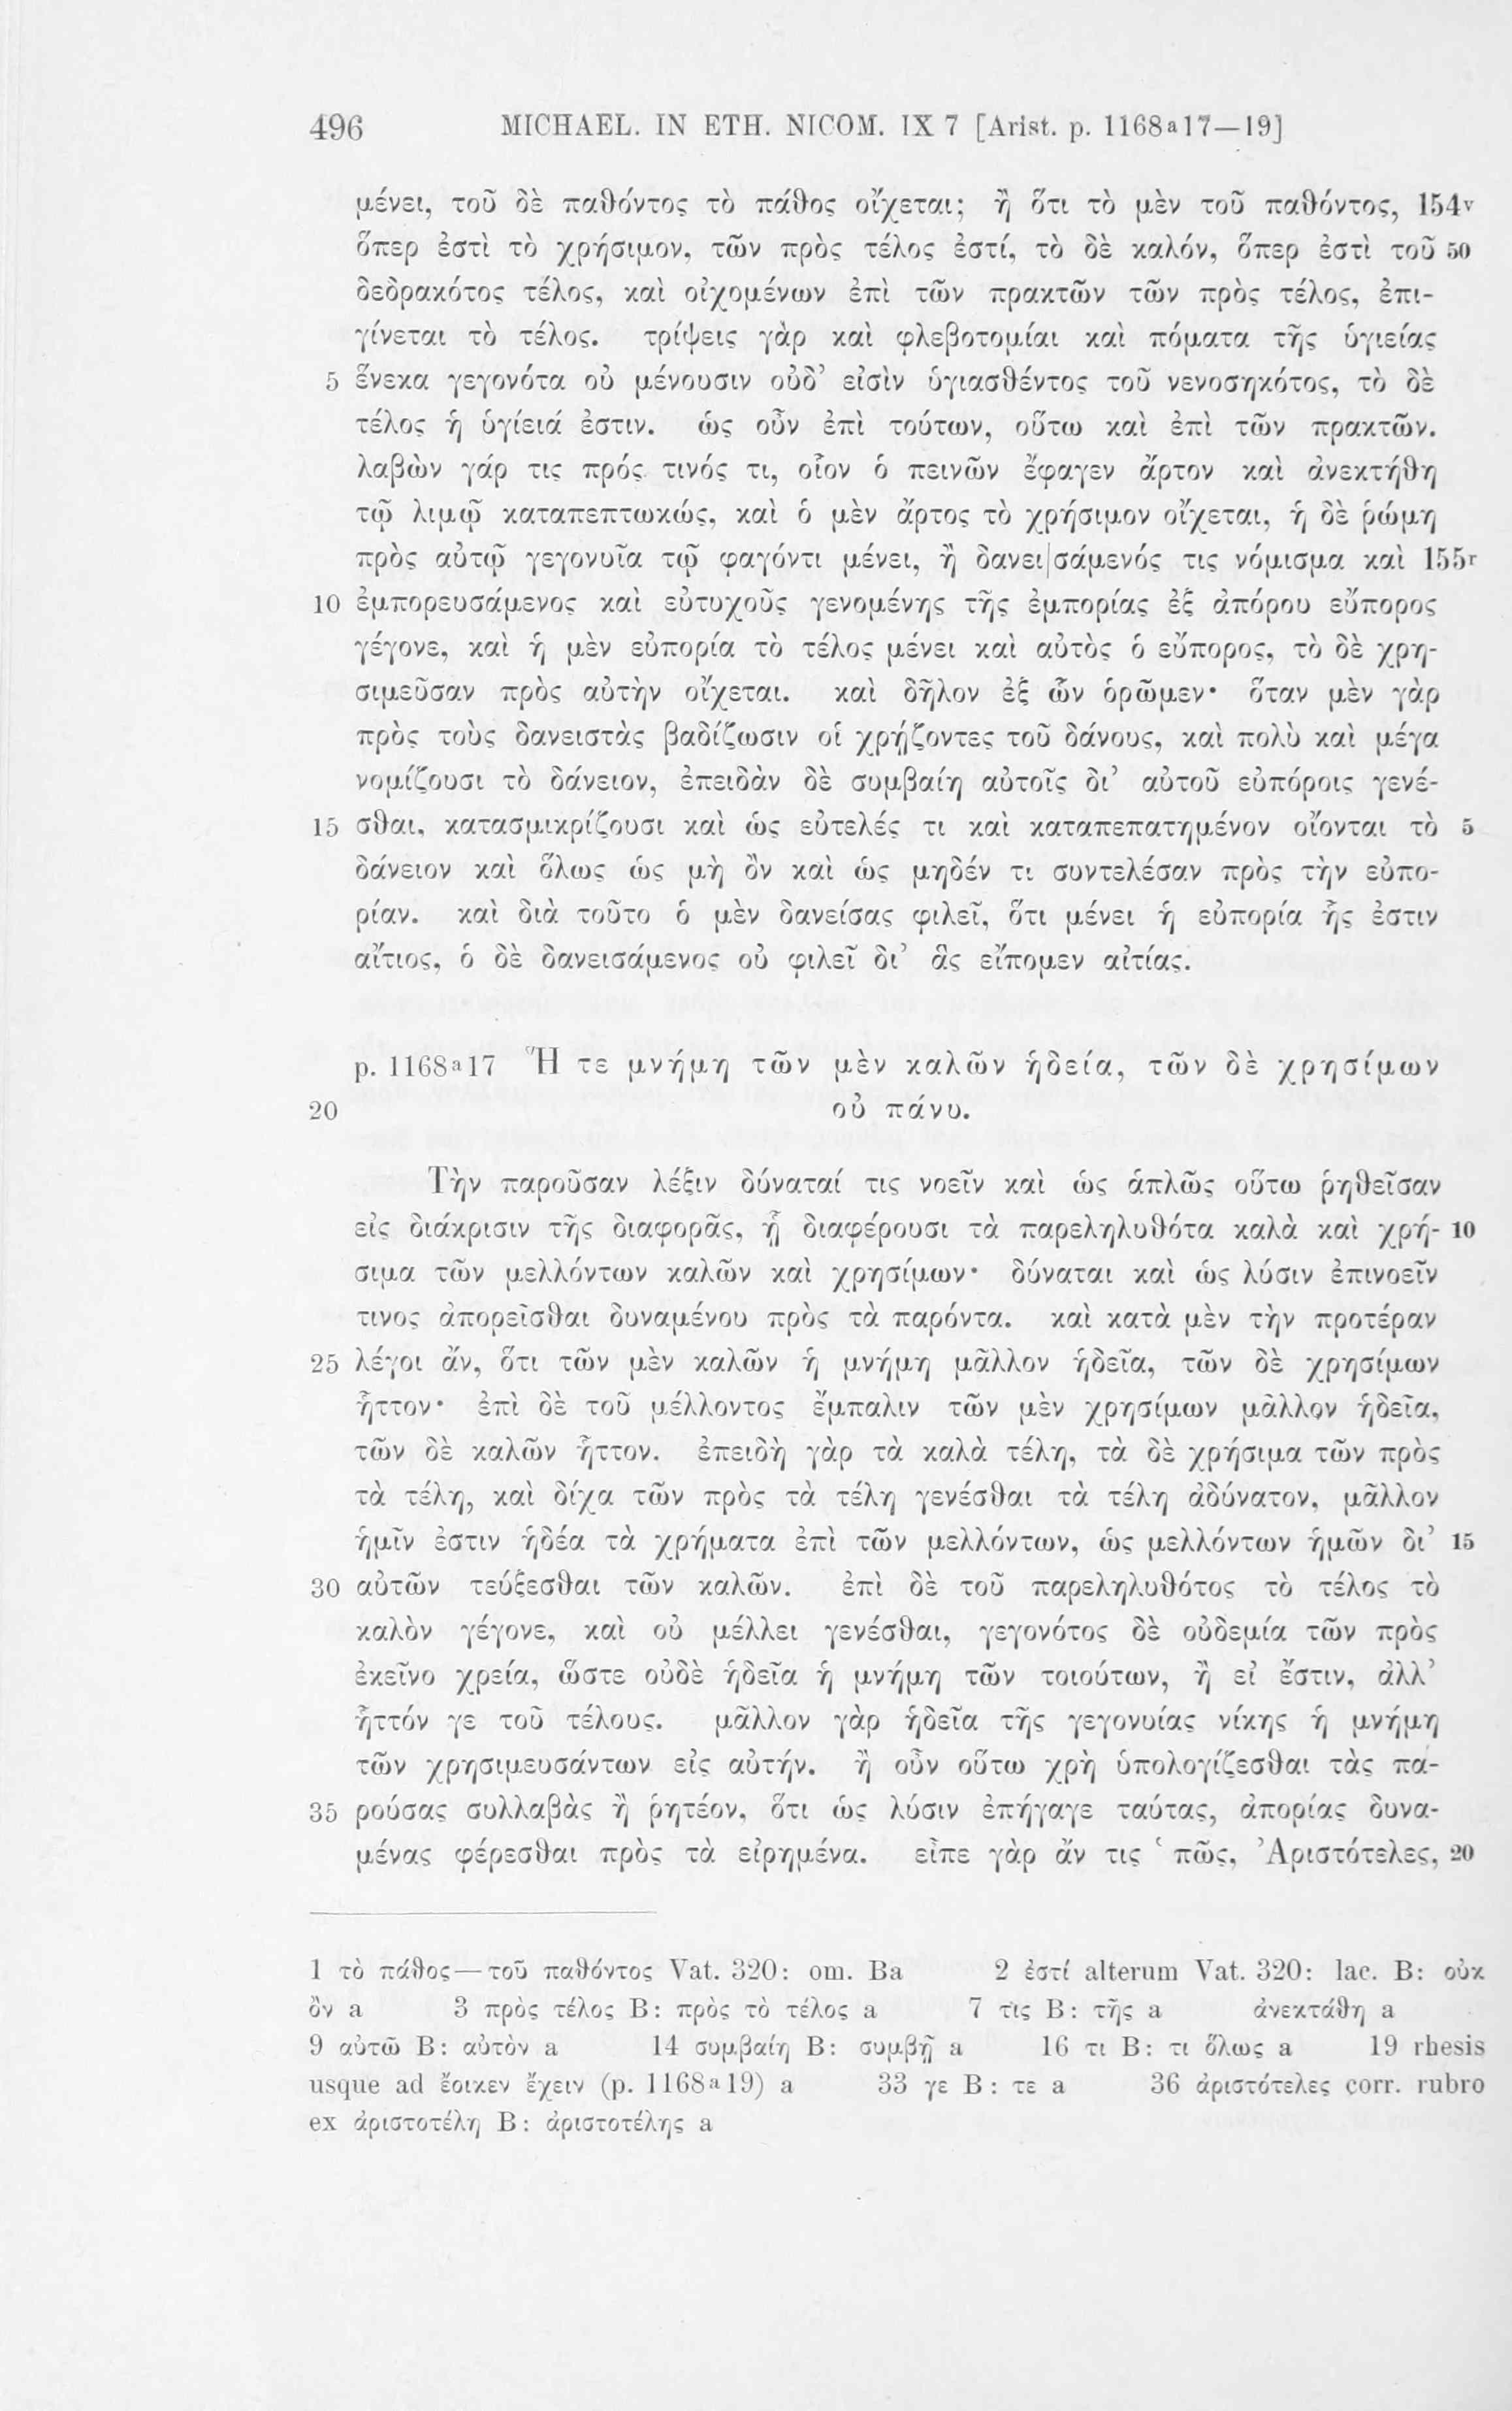 496 MICHAEL. IN ETH. NICOM. IX 7 [Arist. p. 1168a17—19]
μένει, τοῦ δὲ παθόντος τὸ πάθος οἴχεται; ἢ ὅτι τὸ μὲν τοῦ παθόντος, 154v
ὅπερ ἐστὶ τὸ χρήσιμον, τῶν πρὸς τέλος ἐστί, τὸ δὲ καλόν, ὅπερ ἐστὶ τοῦ 50
δεδρακότος τέλος, καὶ οἰχομένων ἐπὶ τῶν πρακτῶν τῶν πρὸς τέλος, ἐπι-
γίνεται τὸ τέλος. τρίψεις γὰρ καὶ φλεβοτομίαι καὶ πόματα τῆς ὑγιείας
5 ἕνεκα γεγονότα οὐ μένουσιν οὐδ᾽ εἰσὶν ὑγιασθέντος τοῦ νενοσηκότος, τὸ δὲ
τέλος ἡ ὑγίειά ἐστιν. ὡς οὖν ἐπὶ τούτων, οὕτω καὶ ἐπὶ τῶν πρακτῶν.
λαβὼν γάρ τις πρός τινός τι, οἷον ὁ πεινῶν ἔφαγεν ἄρτον καὶ ἀνεκτήθη
τῷ λιμῷ καταπεπτωκώς, καὶ ὁ μὲν ἄρτος τὸ χρήσιμον οἴχεται, ἡ δὲ ῥώμη
πρὸς αὐτῷ γεγονυῖα τῷ φαγόντι μένει, ἢ δανει|σάμενός τις νόμισμα καὶ 155r
10 ἐμπορευσάμενος καὶ εὐτυχοῦς γενομένης τῆς ἐμπορίας ἐξ ἀπόρου εὔπορος
γέγονε, καὶ ἡ μὲν εὐπορία τὸ τέλος μένει καὶ αὐτὸς ὁ εὔπορος, τὸ δὲ χρη-
σιμεῦσαν πρὸς αὐτὴν οἴχεται. καὶ δῆλον ἐξ ὧν ὁρῶμεν· ὅταν μὲν γὰρ
πρὸς τοὺς δανειστὰς βαδίζωσιν οἱ χρῄζοντες τοῦ δάνους, καὶ πολὺ καὶ μέγα
νομίζουσι τὸ δάνειον, ἐπειδὰν δὲ συμβαίη αὐτοῖς δι᾽ αὐτοῦ εὐπόροις γενέ-
15 σθαι, κατασμικρίζουσι καὶ ὡς εὐτελές τι καὶ καταπεπατημένον οἴονται τὸ 5
δάνειον καὶ ὅλως ὡς μὴ ὂν καὶ ὡς μηδέν τι συντελέσαν πρὸς τὴν εὐπο-
ρίαν. καὶ διὰ τοῦτο ὁ μὲν δανείσας φιλεῖ, ὅτι μένει ἡ εὐπορία ἧς ἐστιν
αἴτιος, ὁ δὲ δανεισάμενος οὐ φιλεῖ δι᾽ ἃς εἴπομεν αἰτίας.
p. 1168a17 Ἥ τε μνήμη τῶν μὲν καλῶν ἡδεία, τῶν δὲ χρησίμων
20 οὐ πάνυ.
Τὴν παροῦσαν λέξιν δύναταί τις νοεῖν καὶ ὡς ἁπλῶς οὕτω ῥηθεῖσαν
εἰς διάκρισιν τῆς διαφορᾶς, ᾗ διαφέρουσι τὰ παρεληλυθότα καλὰ καὶ χρή- 10
σιμα τῶν μελλόντων καλῶν καὶ χρησίμων· δύναται καὶ ὡς λύσιν ἐπινοεῖν
τινος ἀπορεῖσθαι δυναμένου πρὸς τὰ παρόντα. καὶ κατὰ μὲν τὴν προτέραν
25 λέγοι ἄν, ὅτι τῶν μὲν καλῶν ἡ μνήμη μᾶλλον ἡδεῖα, τῶν δὲ χρησίμων
ἧττον· ἐπὶ δὲ τοῦ μέλλοντος ἔμπαλιν τῶν μὲν χρησίμων μᾶλλον ἡδεῖα,
τῶν δὲ καλῶν ἧττον. ἐπειδὴ γὰρ τὰ καλὰ τέλη, τὰ δὲ χρήσιμα τῶν πρὸς
τὰ τέλη, καὶ δίχα τῶν πρὸς τὰ τέλη γενέσθαι τὰ τέλη ἀδύνατον, μᾶλλον
ἡμῖν ἐστιν ἡδέα τὰ χρήματα ἐπὶ τῶν μελλόντων, ὡς μελλόντων ἡμῶν δι᾽ 15
30 αὐτῶν τεύξεσθαι τῶν καλῶν. ἐπὶ δὲ τοῦ παρεληλυθότος τὸ τέλος τὸ
καλὸν γέγονε, καὶ οὐ μέλλει γενέσθαι, γεγονότος δὲ οὐδεμία τῶν πρὸς
ἐκεῖνο χρεία, ὥστε οὐδὲ ἡδεῖα ἡ μνήμη τῶν τοιούτων, ἢ εἰ ἔστιν, ἀλλ᾽
ἧττόν γε τοῦ τέλους. μᾶλλον γὰρ ἡδεῖα τῆς γεγονυίας νίκης ἡ μνήμη
τῶν χρησιμευσάντων εἰς αὐτήν. ἢ οὖν οὕτω χρὴ ὑπολογίζεσθαι τὰς πα-
35 ρούσας συλλαβὰς ἢ ῥητέον, ὅτι ὡς λύσιν ἐπήγαγε ταύτας, ἀπορίας δυνα-
μένας φέρεσθαι πρὸς τὰ εἰρημένα. εἶπε γὰρ ἄν τις ‘πῶς, Ἀριστότελες, 20
1 τὸ πάθος—τοῦ παθόντος Vat. 320: om. Ba 2 ἐστί alterum Vat. 320: lac. B: οὐκ
ὂν a 3 πρὸς τέλος B: πρὸς τὸ τέλος a 7 τις B: τῆς a ἀνεκτάθη a
9 αὐτῶ B: αὐτὸν a 14 συμβαίη B: συμβῇ a 16 τι B: τι ὅλως a 19 rhesis
usque ad ἔοικεν ἔχειν (p. 1168a19) a 33 γε B: τε a 36 ἀριστότελες corr. rubro
ex ἀριστοτέλη B: ἀριστοτέλης a